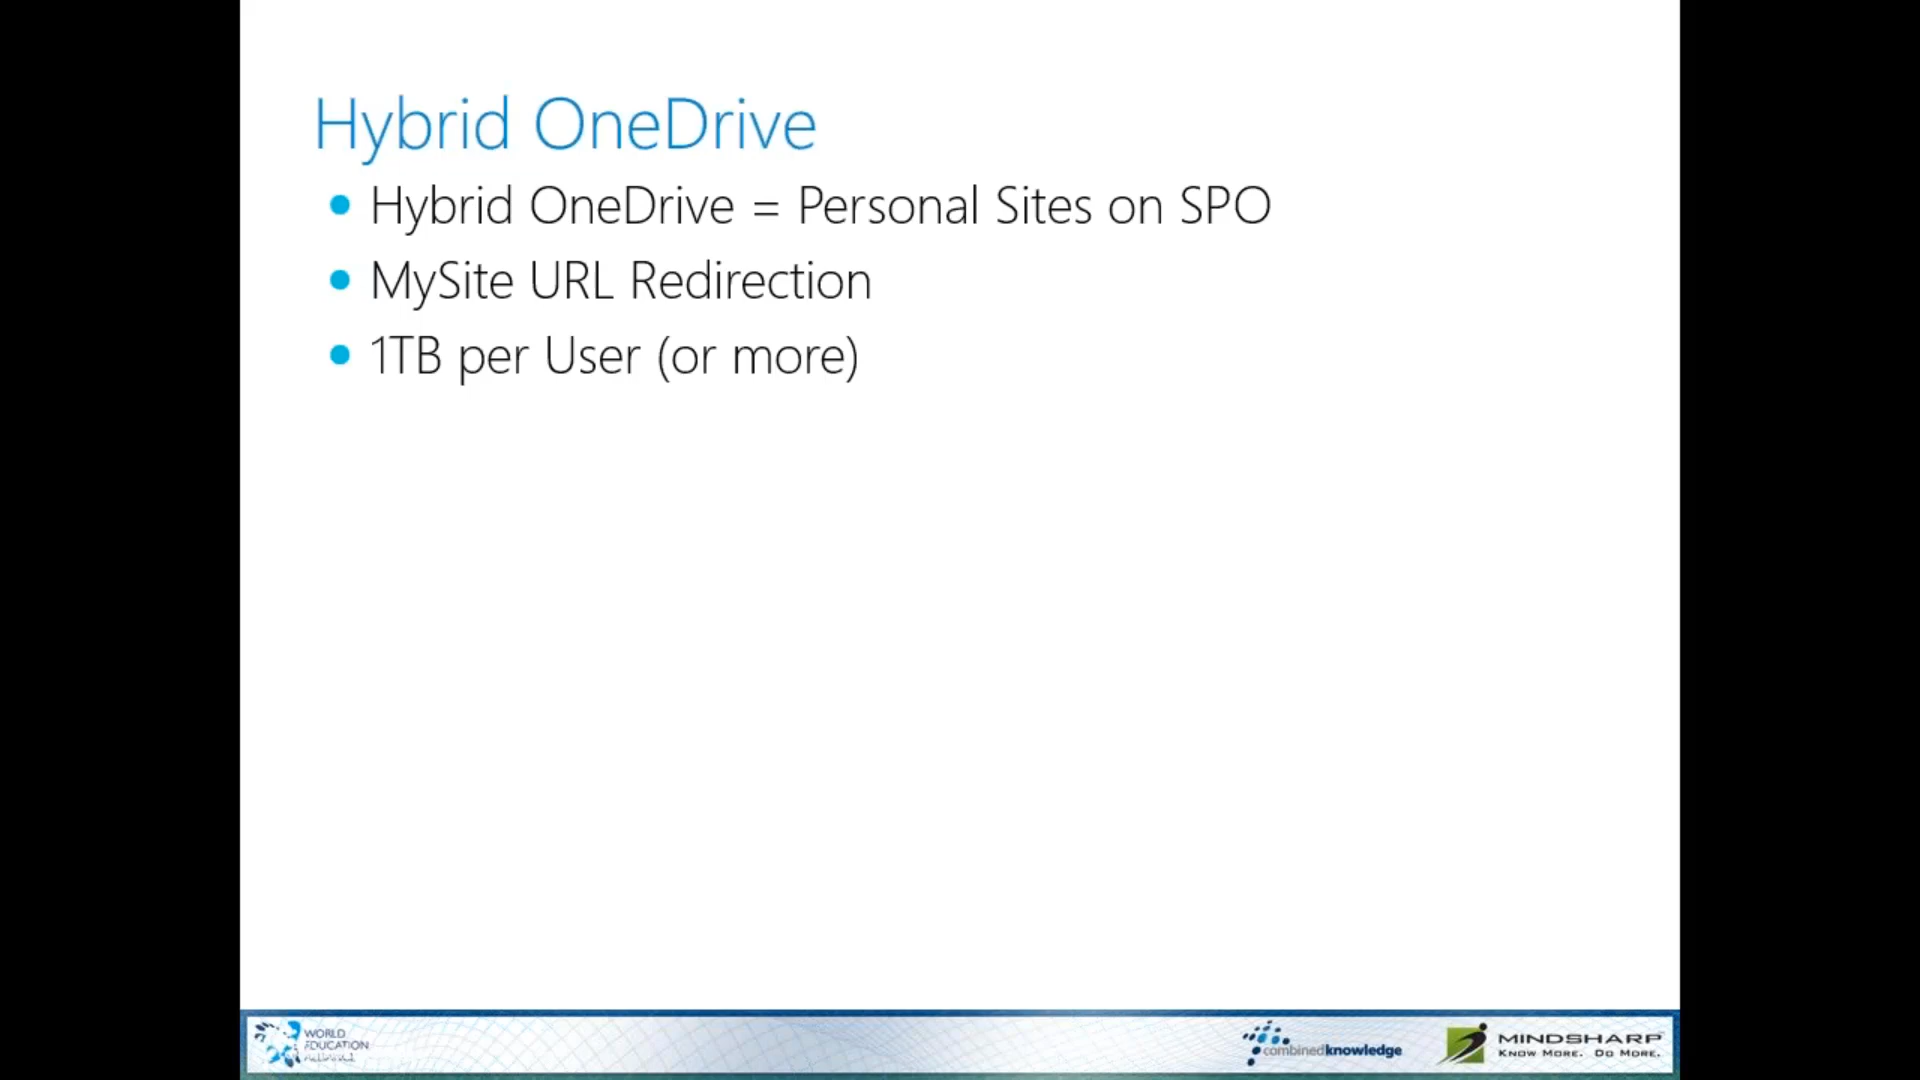 Hybrid OneDrive
Hybrid OneDrive = Personal Sites on SPO
MySite URL Redirection
1TB per User (or more)
WORLD
EDUCATION
ALLIANCE
combinedknowledge
MINDSHARP
KNOW MORE. DO MORE.